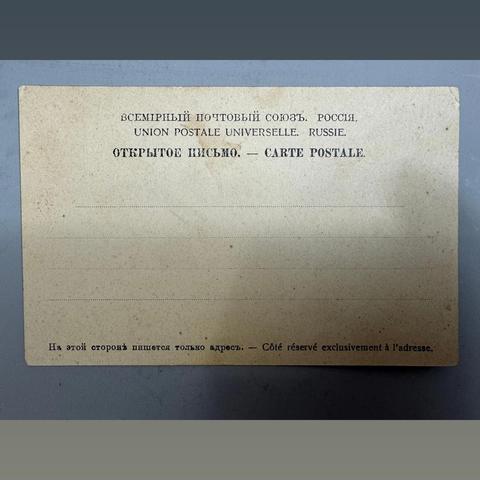 ВСЕМІРНЫЙ ПОЧТОВЫЙ СОЮЗЪ. РОССІЯ.
UNION POSTALE UNIVERSELLE. RUSSIE.
ОТКРЫТОЕ ПИСЬМО. — CARTE POSTALE.
На этой сторонѣ пишется только адресъ. — Côté réservé exclusivement à l'adresse.